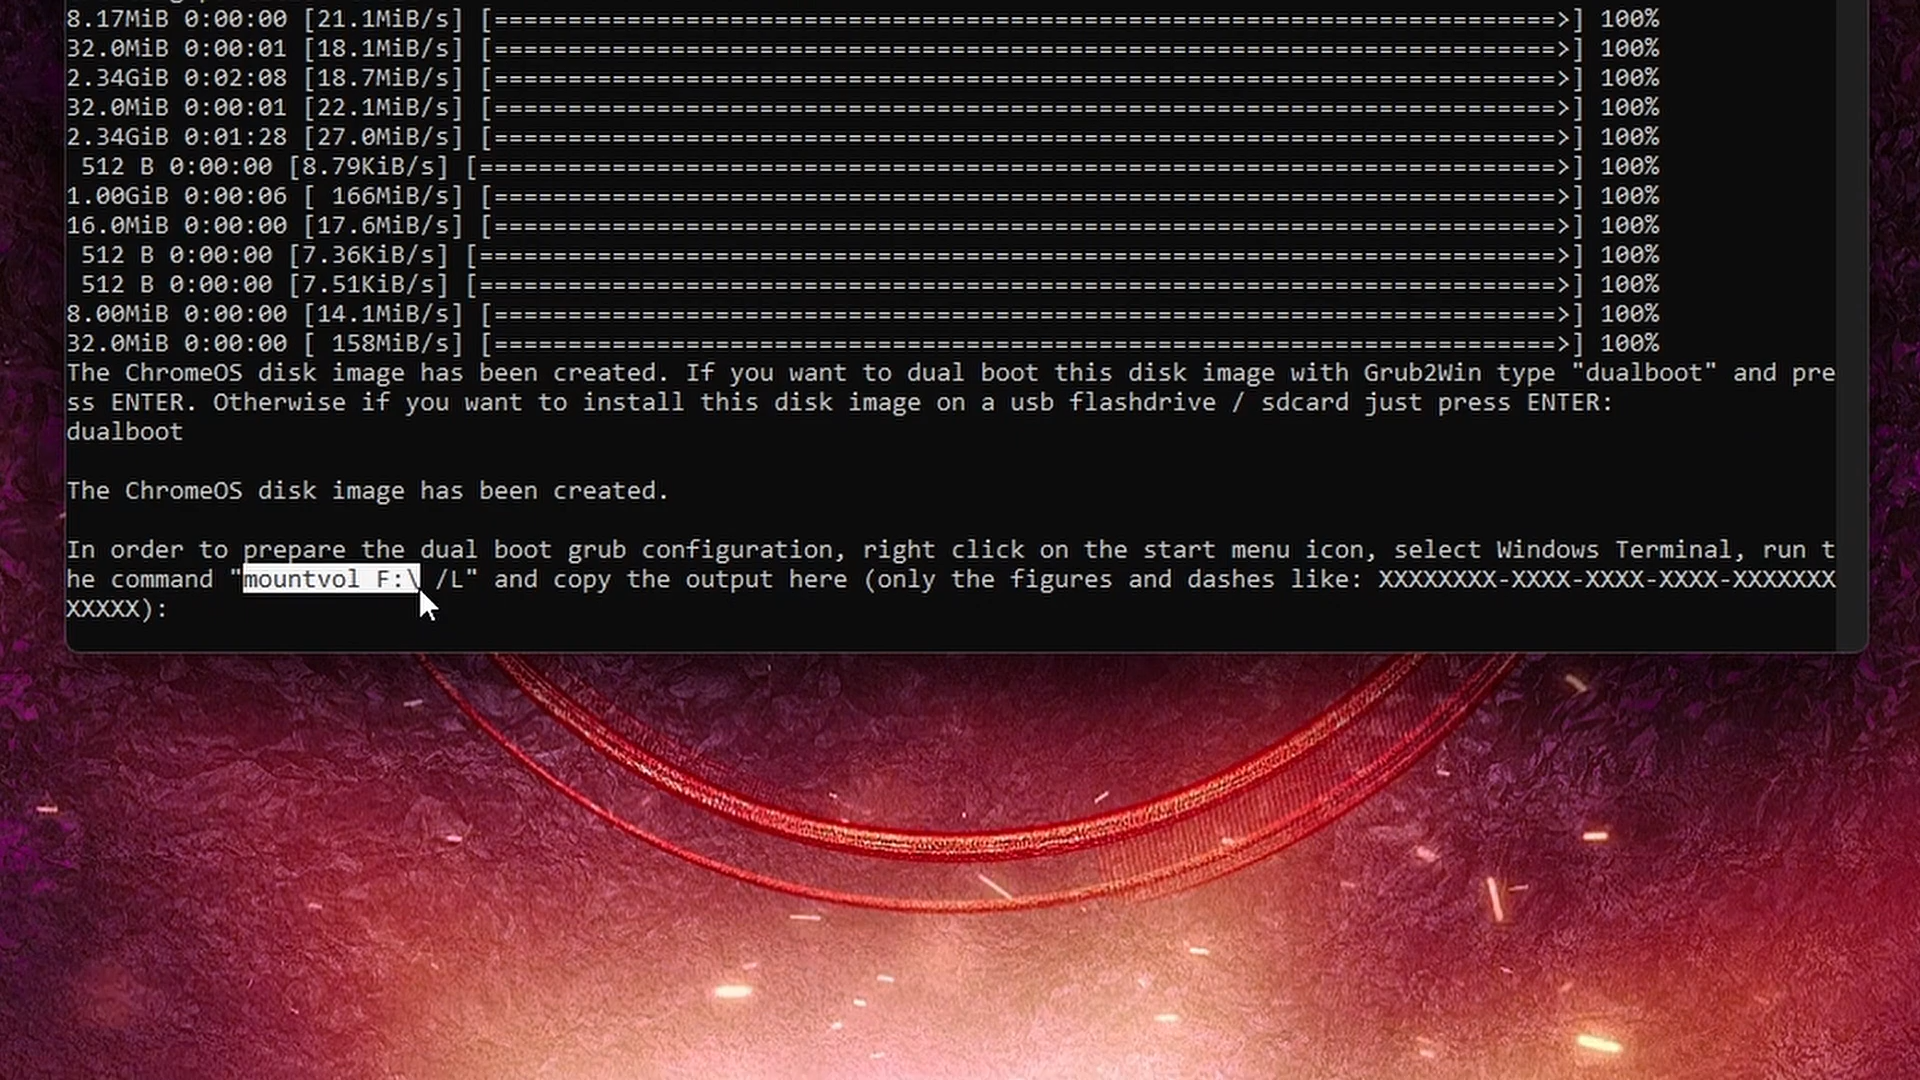 8.17MiB 0:00:00 [21.1MiB/s] [=========================================================================>] 100%
32.0MiB 0:00:01 [18.1MiB/s] [=========================================================================>] 100%
2.34GiB 0:02:08 [18.7MiB/s] [=========================================================================>] 100%
32.0MiB 0:00:01 [22.1MiB/s] [=========================================================================>] 100%
2.34GiB 0:01:28 [27.0MiB/s] [=========================================================================>] 100%
512 B 0:00:00 [8.79KiB/s] [==========================================================================>] 100%
1.00GiB 0:00:06 [ 166MiB/s] [=========================================================================>] 100%
16.0MiB 0:00:00 [17.6MiB/s] [=========================================================================>] 100%
512 B 0:00:00 [7.36KiB/s] [==========================================================================>] 100%
512 B 0:00:00 [7.51KiB/s] [==========================================================================>] 100%
8.00MiB 0:00:00 [14.1MiB/s] [=========================================================================>] 100%
32.0MiB 0:00:00 [ 158MiB/s] [=========================================================================>] 100%
The ChromeOS disk image has been created. If you want to dual boot this disk image with Grub2Win type "dualboot" and pre
ss ENTER. Otherwise if you want to install this disk image on a usb flashdrive / sdcard just press ENTER:
dualboot
The ChromeOS disk image has been created.
In order to prepare the dual boot grub configuration, right click on the start menu icon, select Windows Terminal, run t
he command "mountvol F:\ /L" and copy the output here (only the figures and dashes like: XXXXXXXX-XXXX-XXXX-XXXX-XXXXXXX
XXXXX):